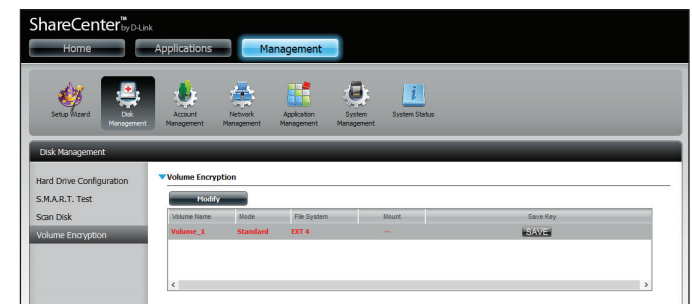 ShareCenter™ by D-Link
Home Applications Management
Setup Wizard Disk Management Account Management Network Management Application Management System Management System Status
Disk Management
Hard Drive Configuration
S.M.A.R.T. Test
Scan Disk
Volume Encryption
Volume Encryption
Modify
Volume Name Mode File System Mount Save Key
Volume_1 Standard EXT 4 -- SAVE